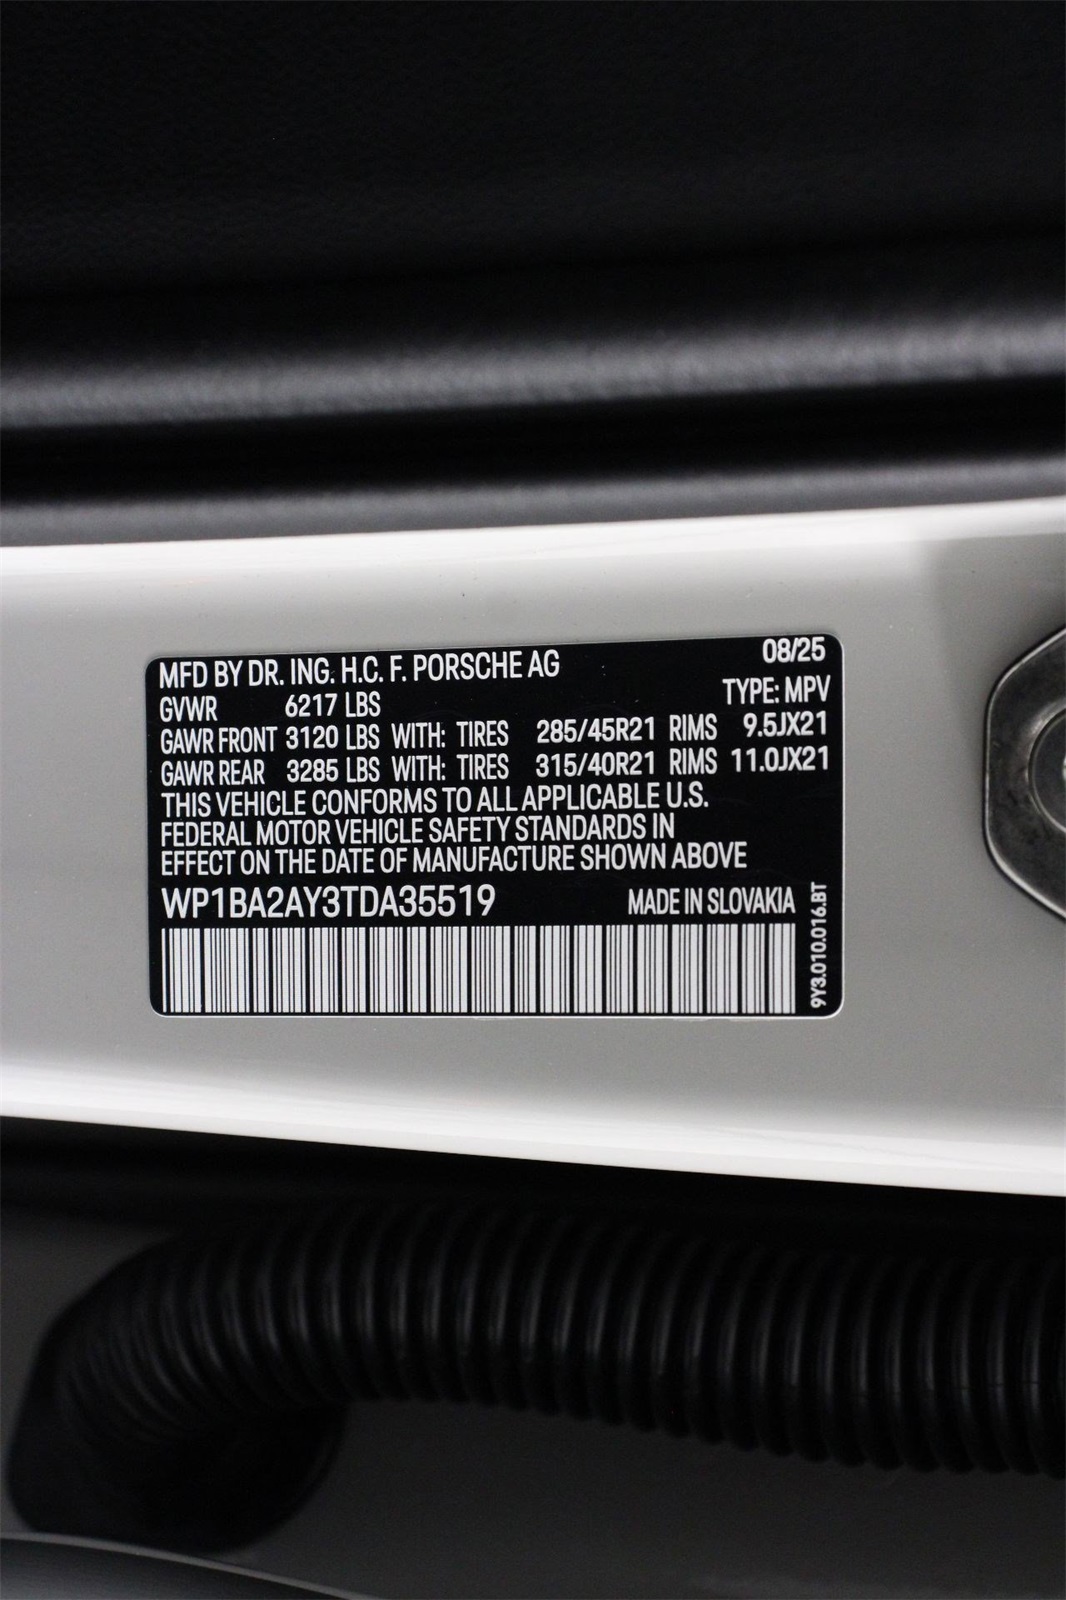 MFD BY DR. ING. H.C. F. PORSCHE AG 08/25
GVWR 6217 LBS TYPE: MPV
GAWR FRONT 3120 LBS WITH: TIRES 285/45R21 RIMS 9.5JX21
GAWR REAR 3285 LBS WITH: TIRES 315/40R21 RIMS 11.0JX21
THIS VEHICLE CONFORMS TO ALL APPLICABLE U.S.
FEDERAL MOTOR VEHICLE SAFETY STANDARDS IN
EFFECT ON THE DATE OF MANUFACTURE SHOWN ABOVE
WP1BA2AY3TDA35519 MADE IN SLOVAKIA
9Y3.010.016.BT